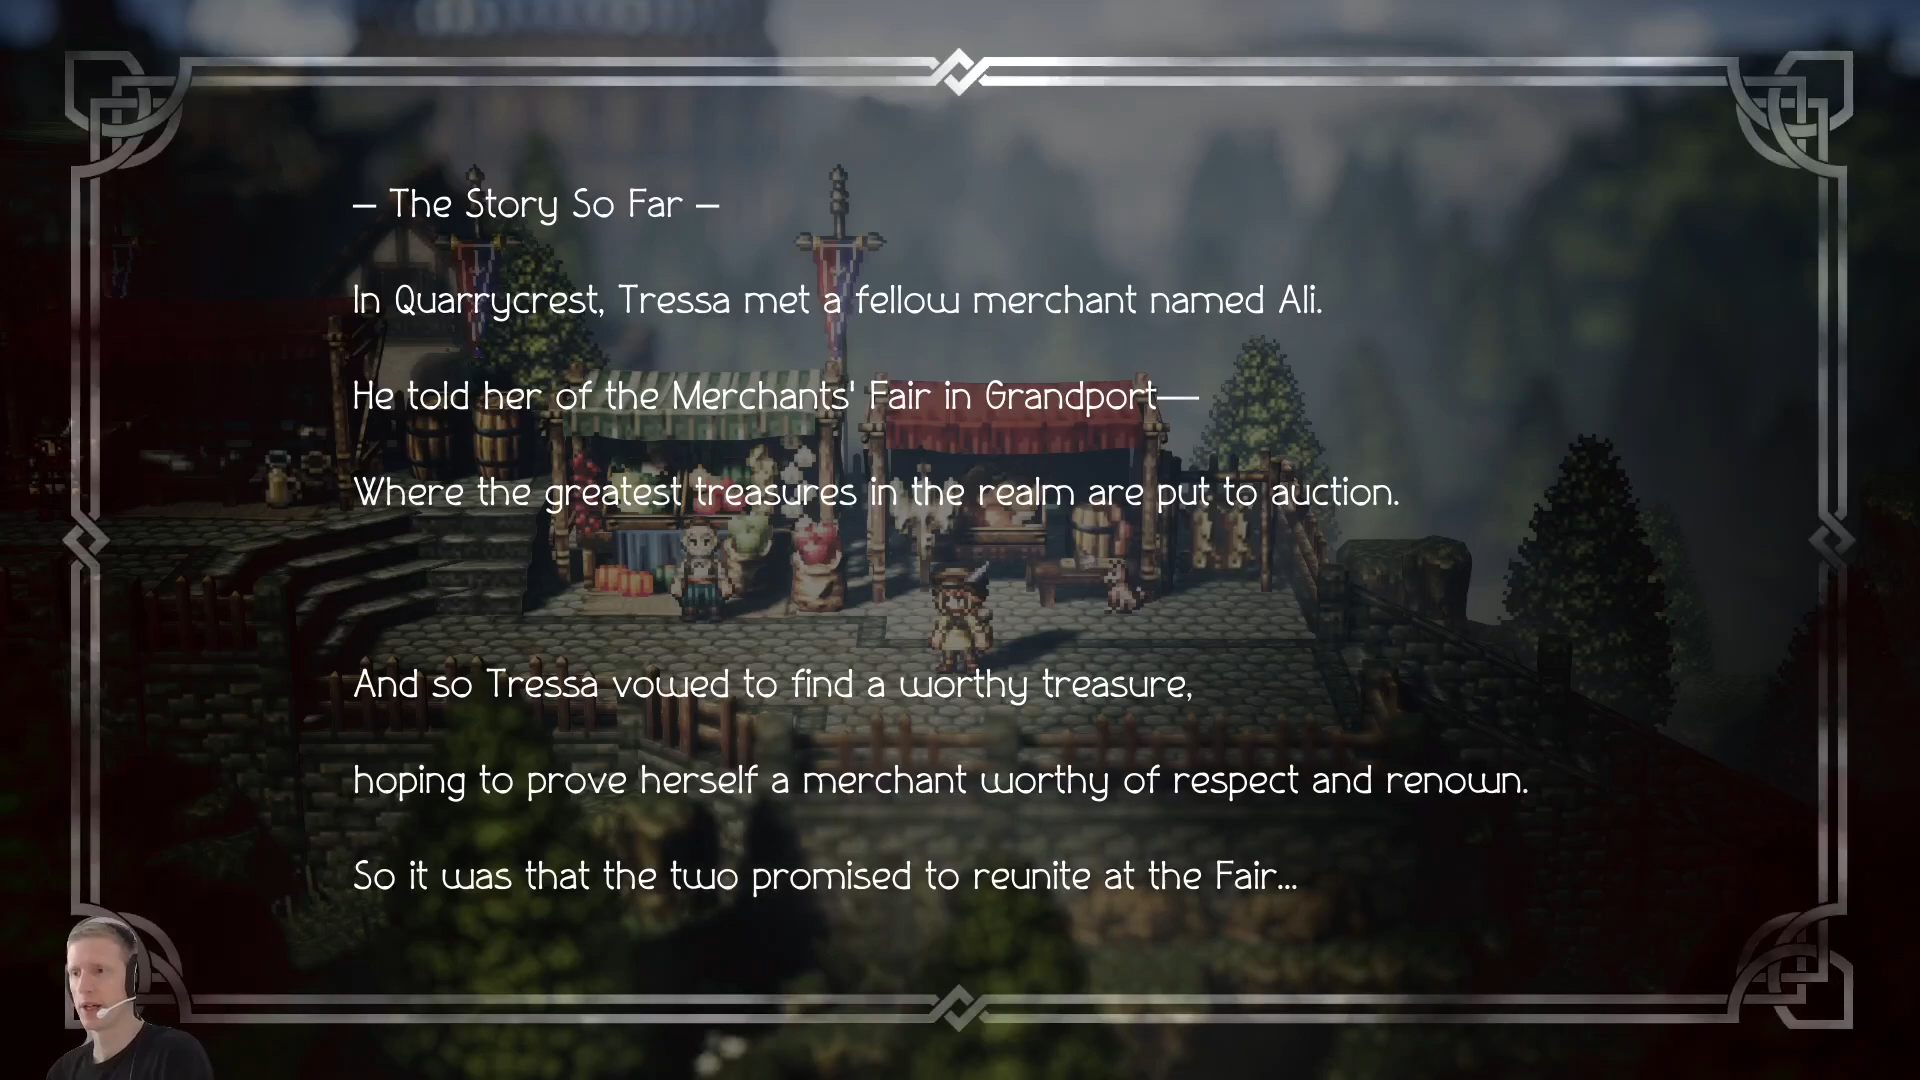 – The Story So Far –
In Quarrycrest, Tressa met a fellow merchant named Ali.
He told her of the Merchants' Fair in Grandport—
Where the greatest treasures in the realm are put to auction.
And so Tressa vowed to find a worthy treasure,
hoping to prove herself a merchant worthy of respect and renown.
So it was that the two promised to reunite at the Fair...